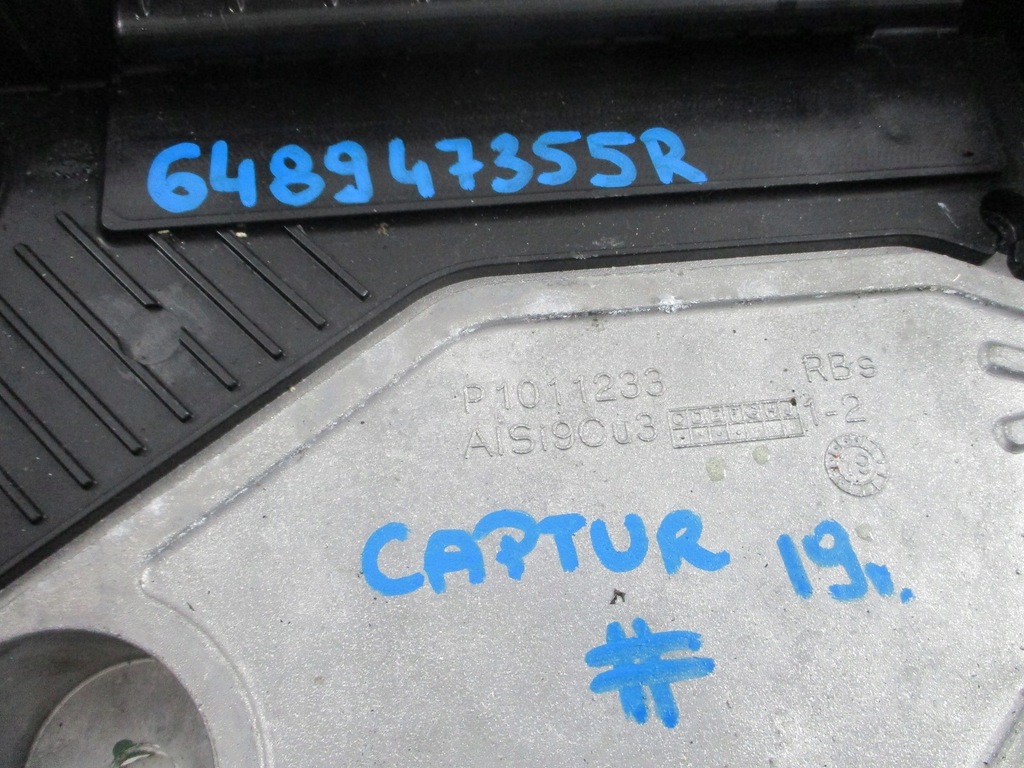 648947355R
P1011233 RBs
AlSi9Cu3 1-2
CAPTUR 19r.
#